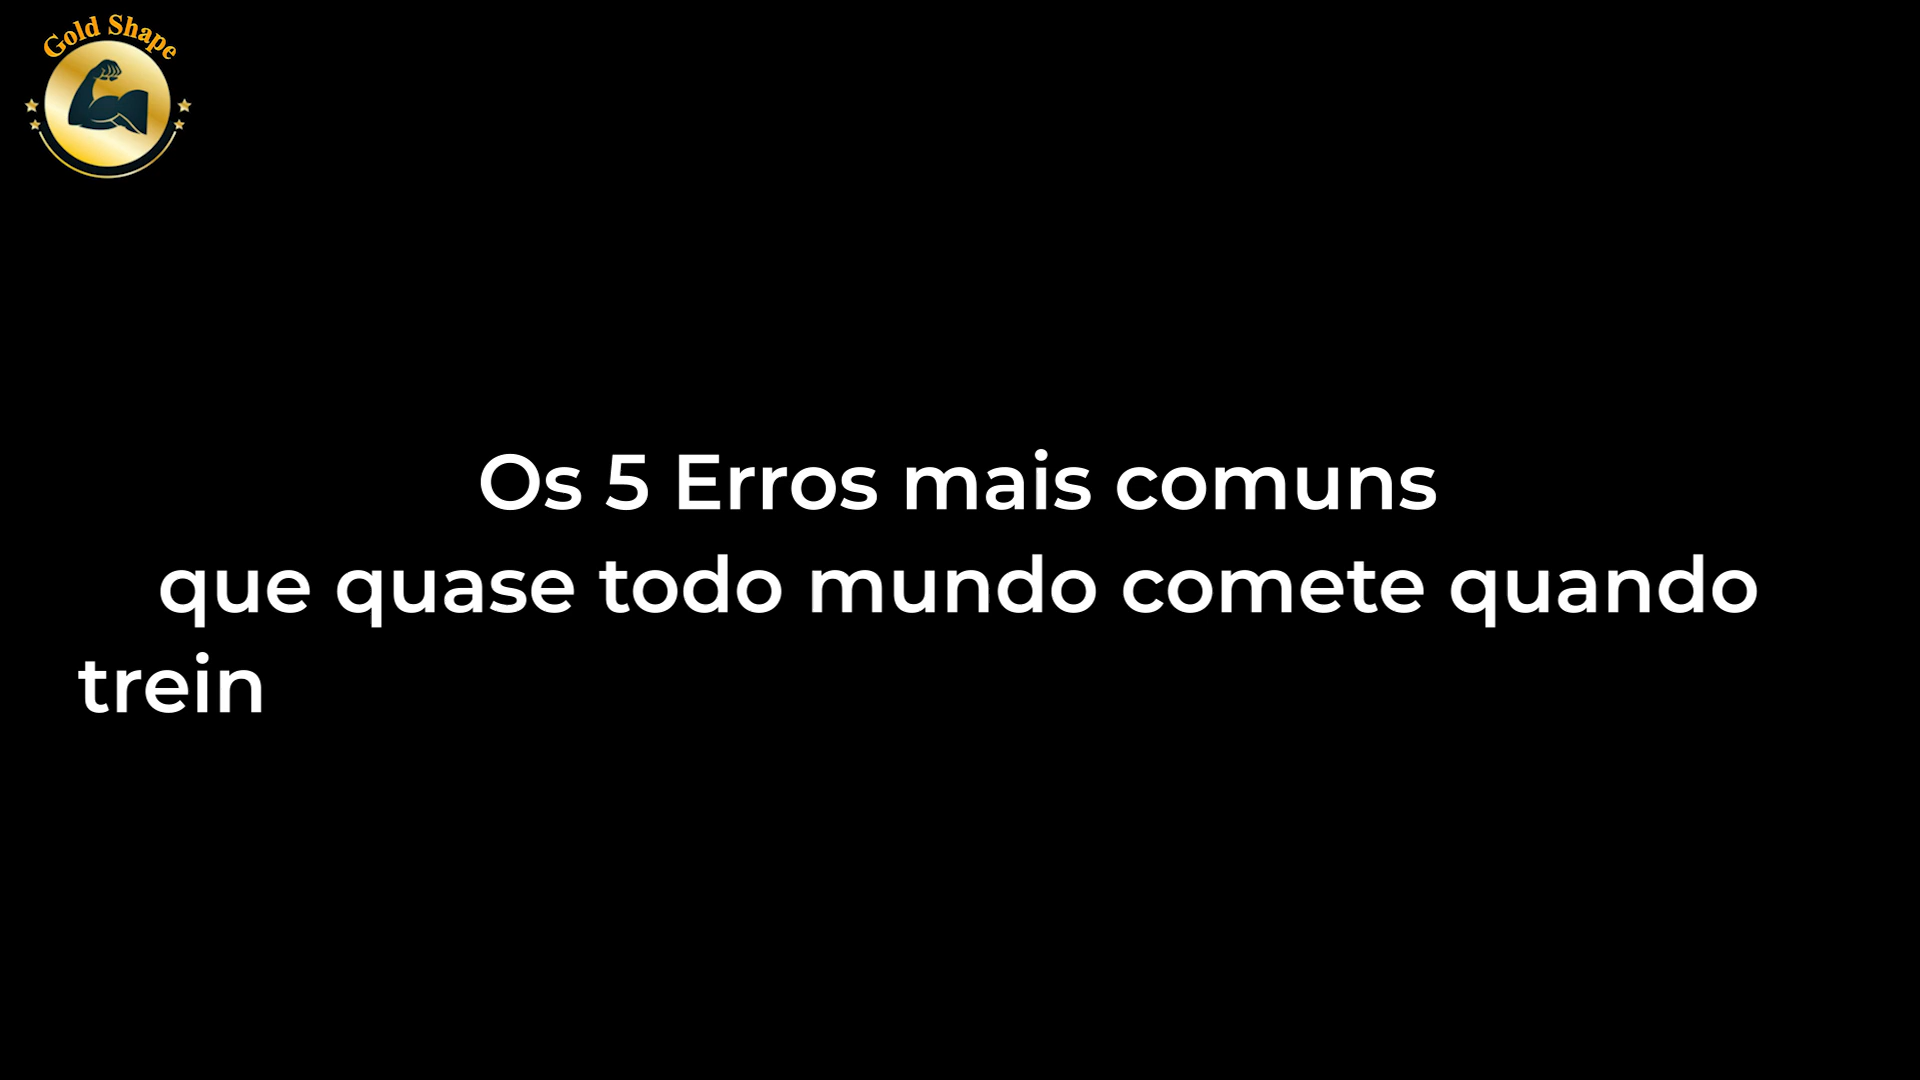 Gold Shape
Os 5 Erros mais comuns
que quase todo mundo comete quando
trein